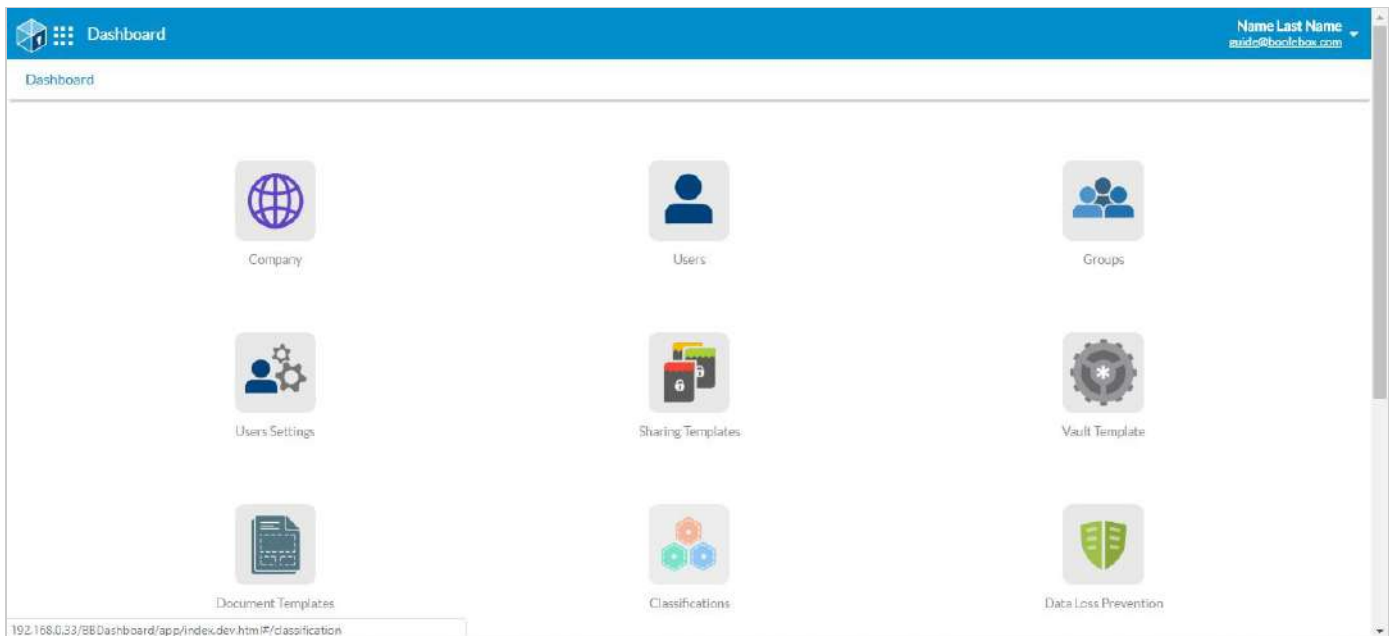 Dashboard
Name Last Name
guide@boolebox.com
Dashboard
Company
Users
Groups
Users Settings
Sharing Templates
Vault Template
Document Templates
Classifications
Data Loss Prevention
192.168.0.33/BBDashboard/app/index.dev.html#/classification